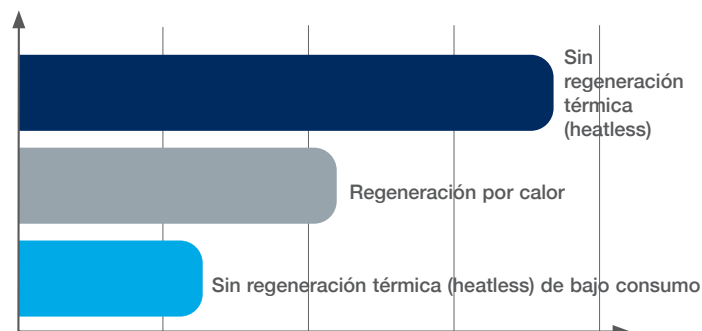 Sin
regeneración
térmica
(heatless)
Regeneración por calor
Sin regeneración térmica (heatless) de bajo consumo